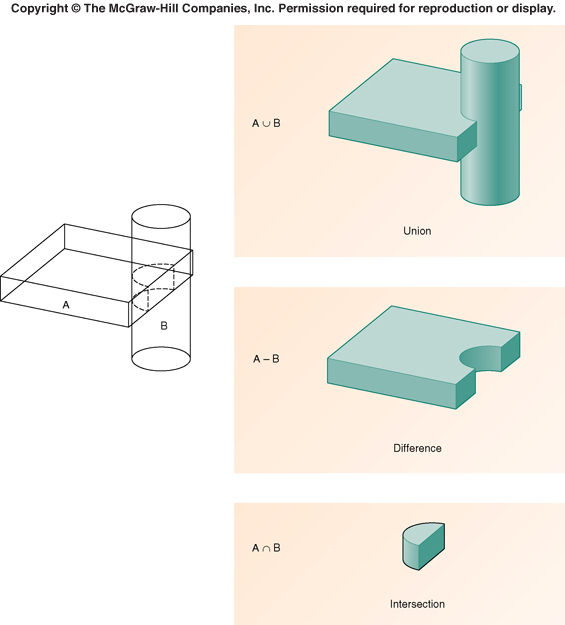 Copyright © The McGraw-Hill Companies, Inc. Permission required for reproduction or display.
A ∪ B
Union
A
B
A – B
Difference
A ∩ B
Intersection